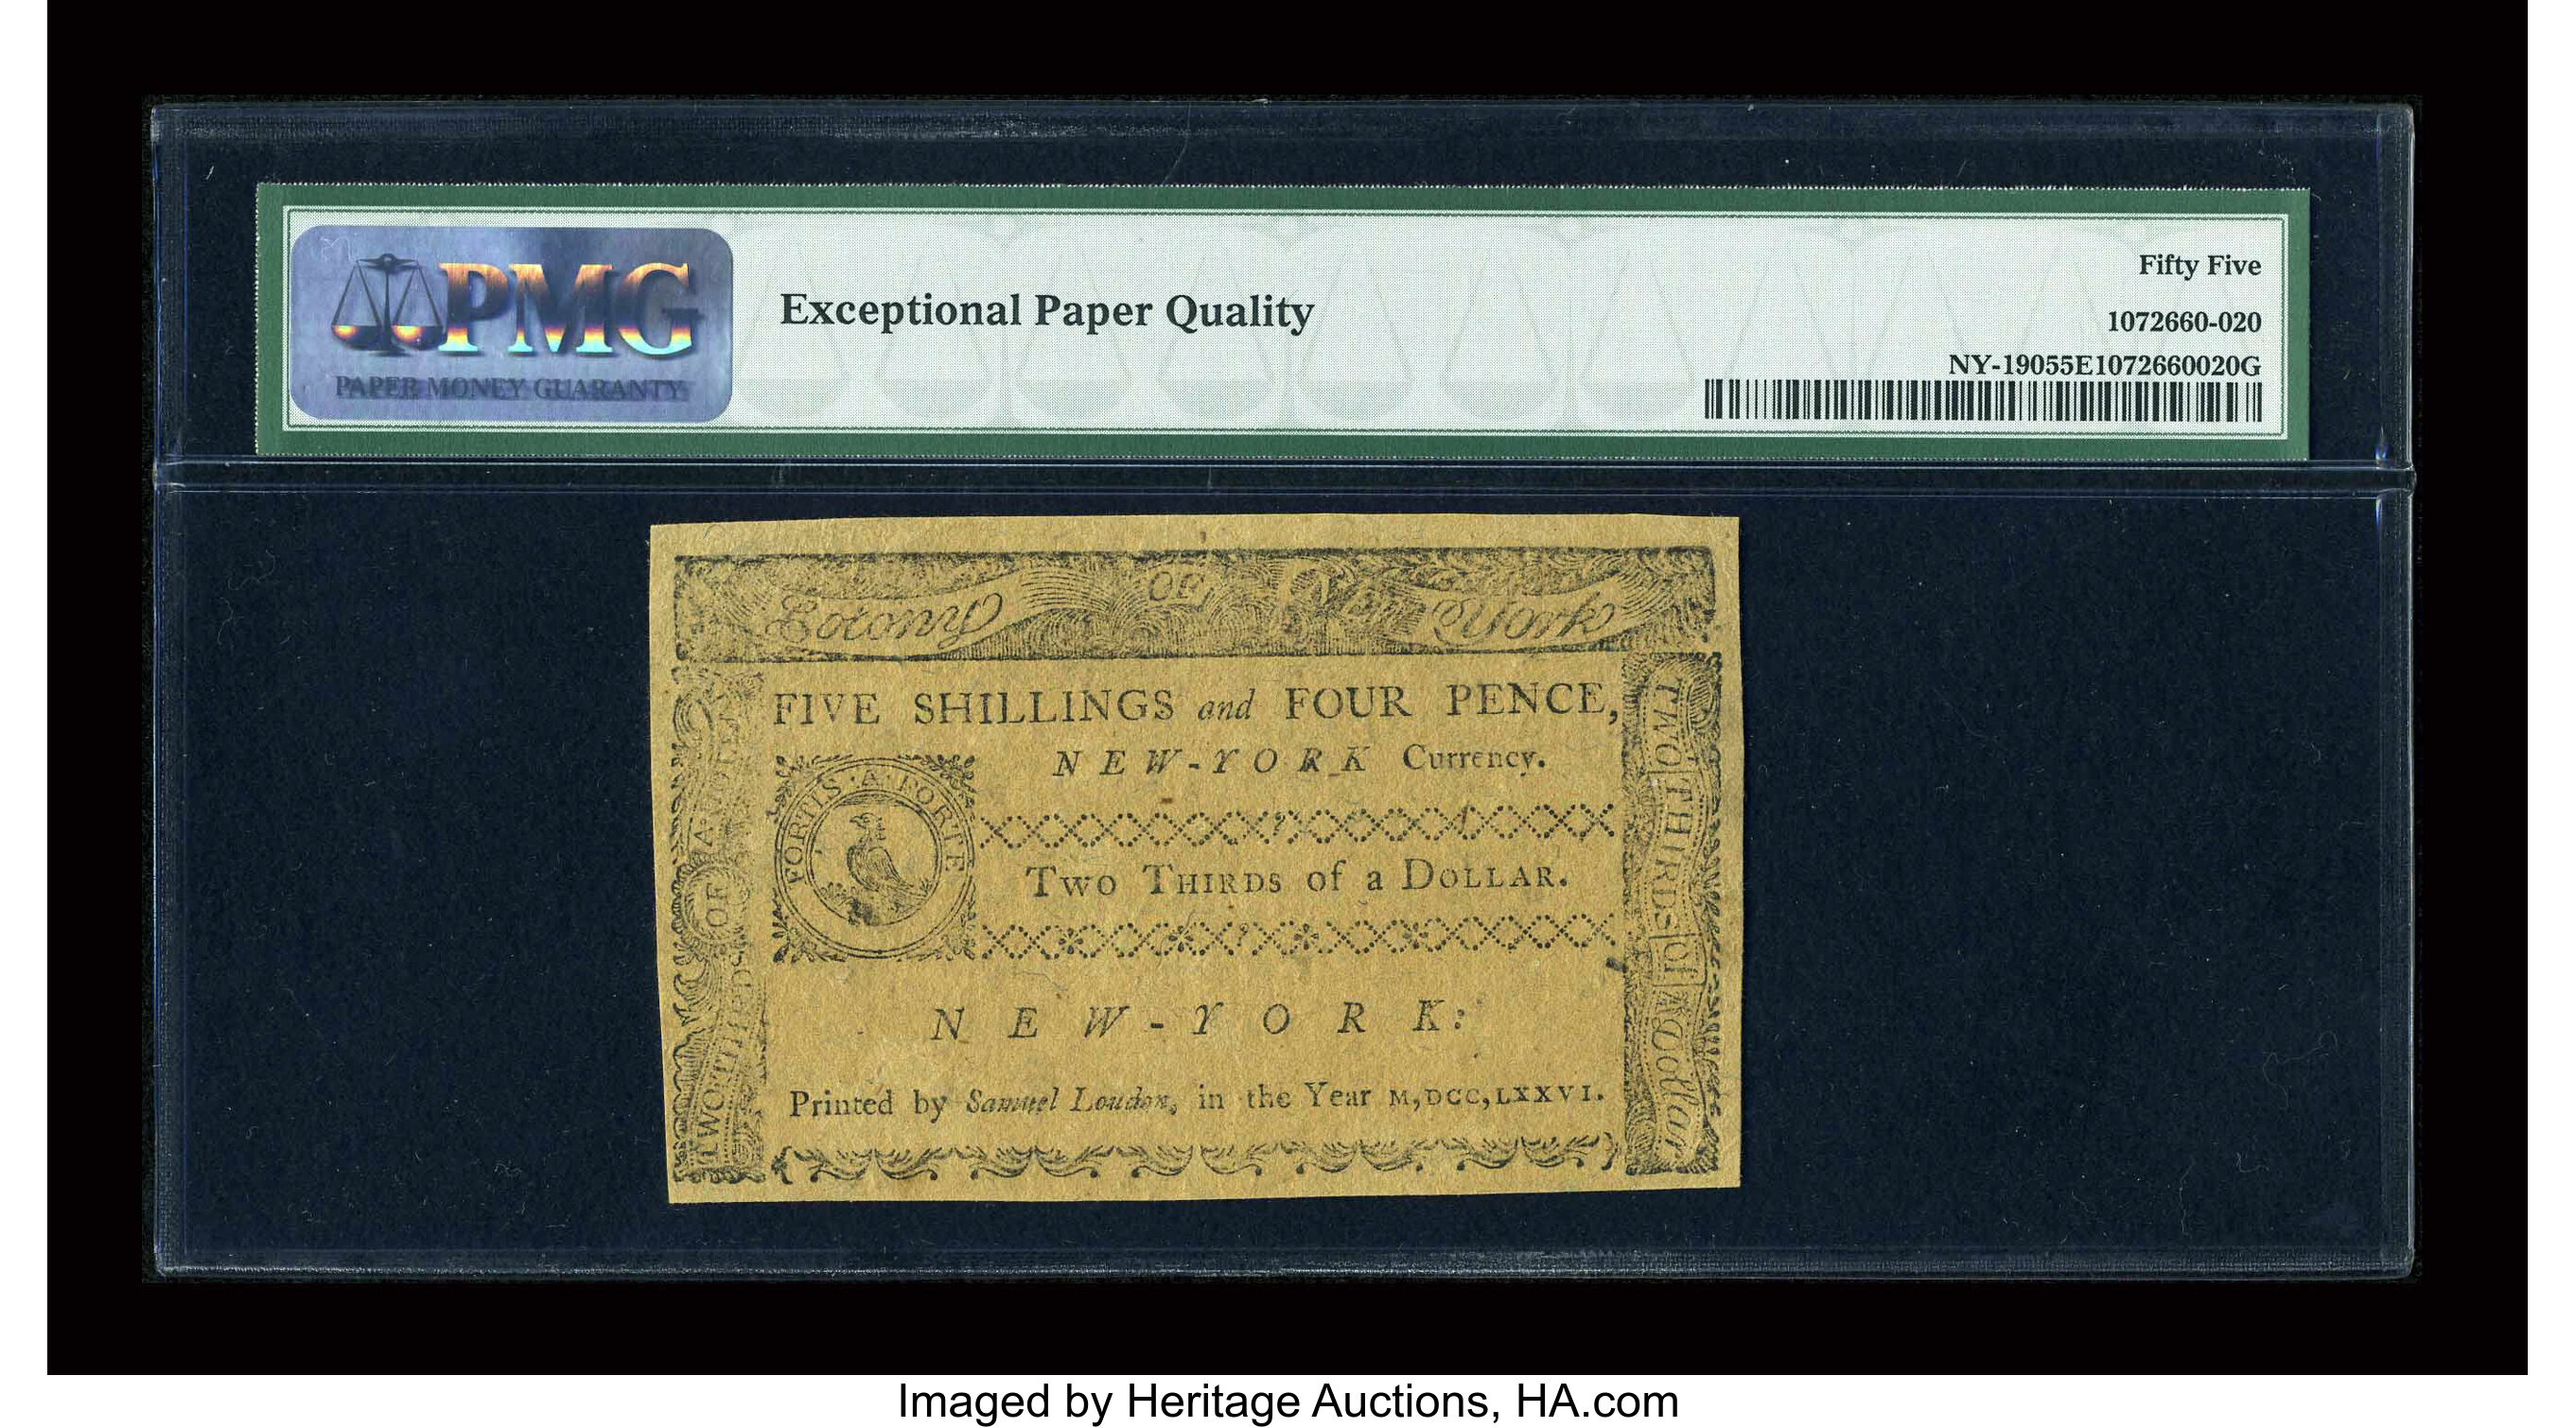 PMG
PAPER MONEY GUARANTY
Exceptional Paper Quality
Fifty Five
1072660-020
NY-19055E1072660020G
Colony OF New York
FIVE SHILLINGS and FOUR PENCE,
NEW-YORK Currency.
FORTIS·A·FORTE
TWO THIRDS of a DOLLAR.
NEW-YORK:
Printed by Samuel Loudon, in the Year M,DCC,LXXVI.
TWO THIRDS OF A
TWO THIRDS of a Dollar
Imaged by Heritage Auctions, HA.com